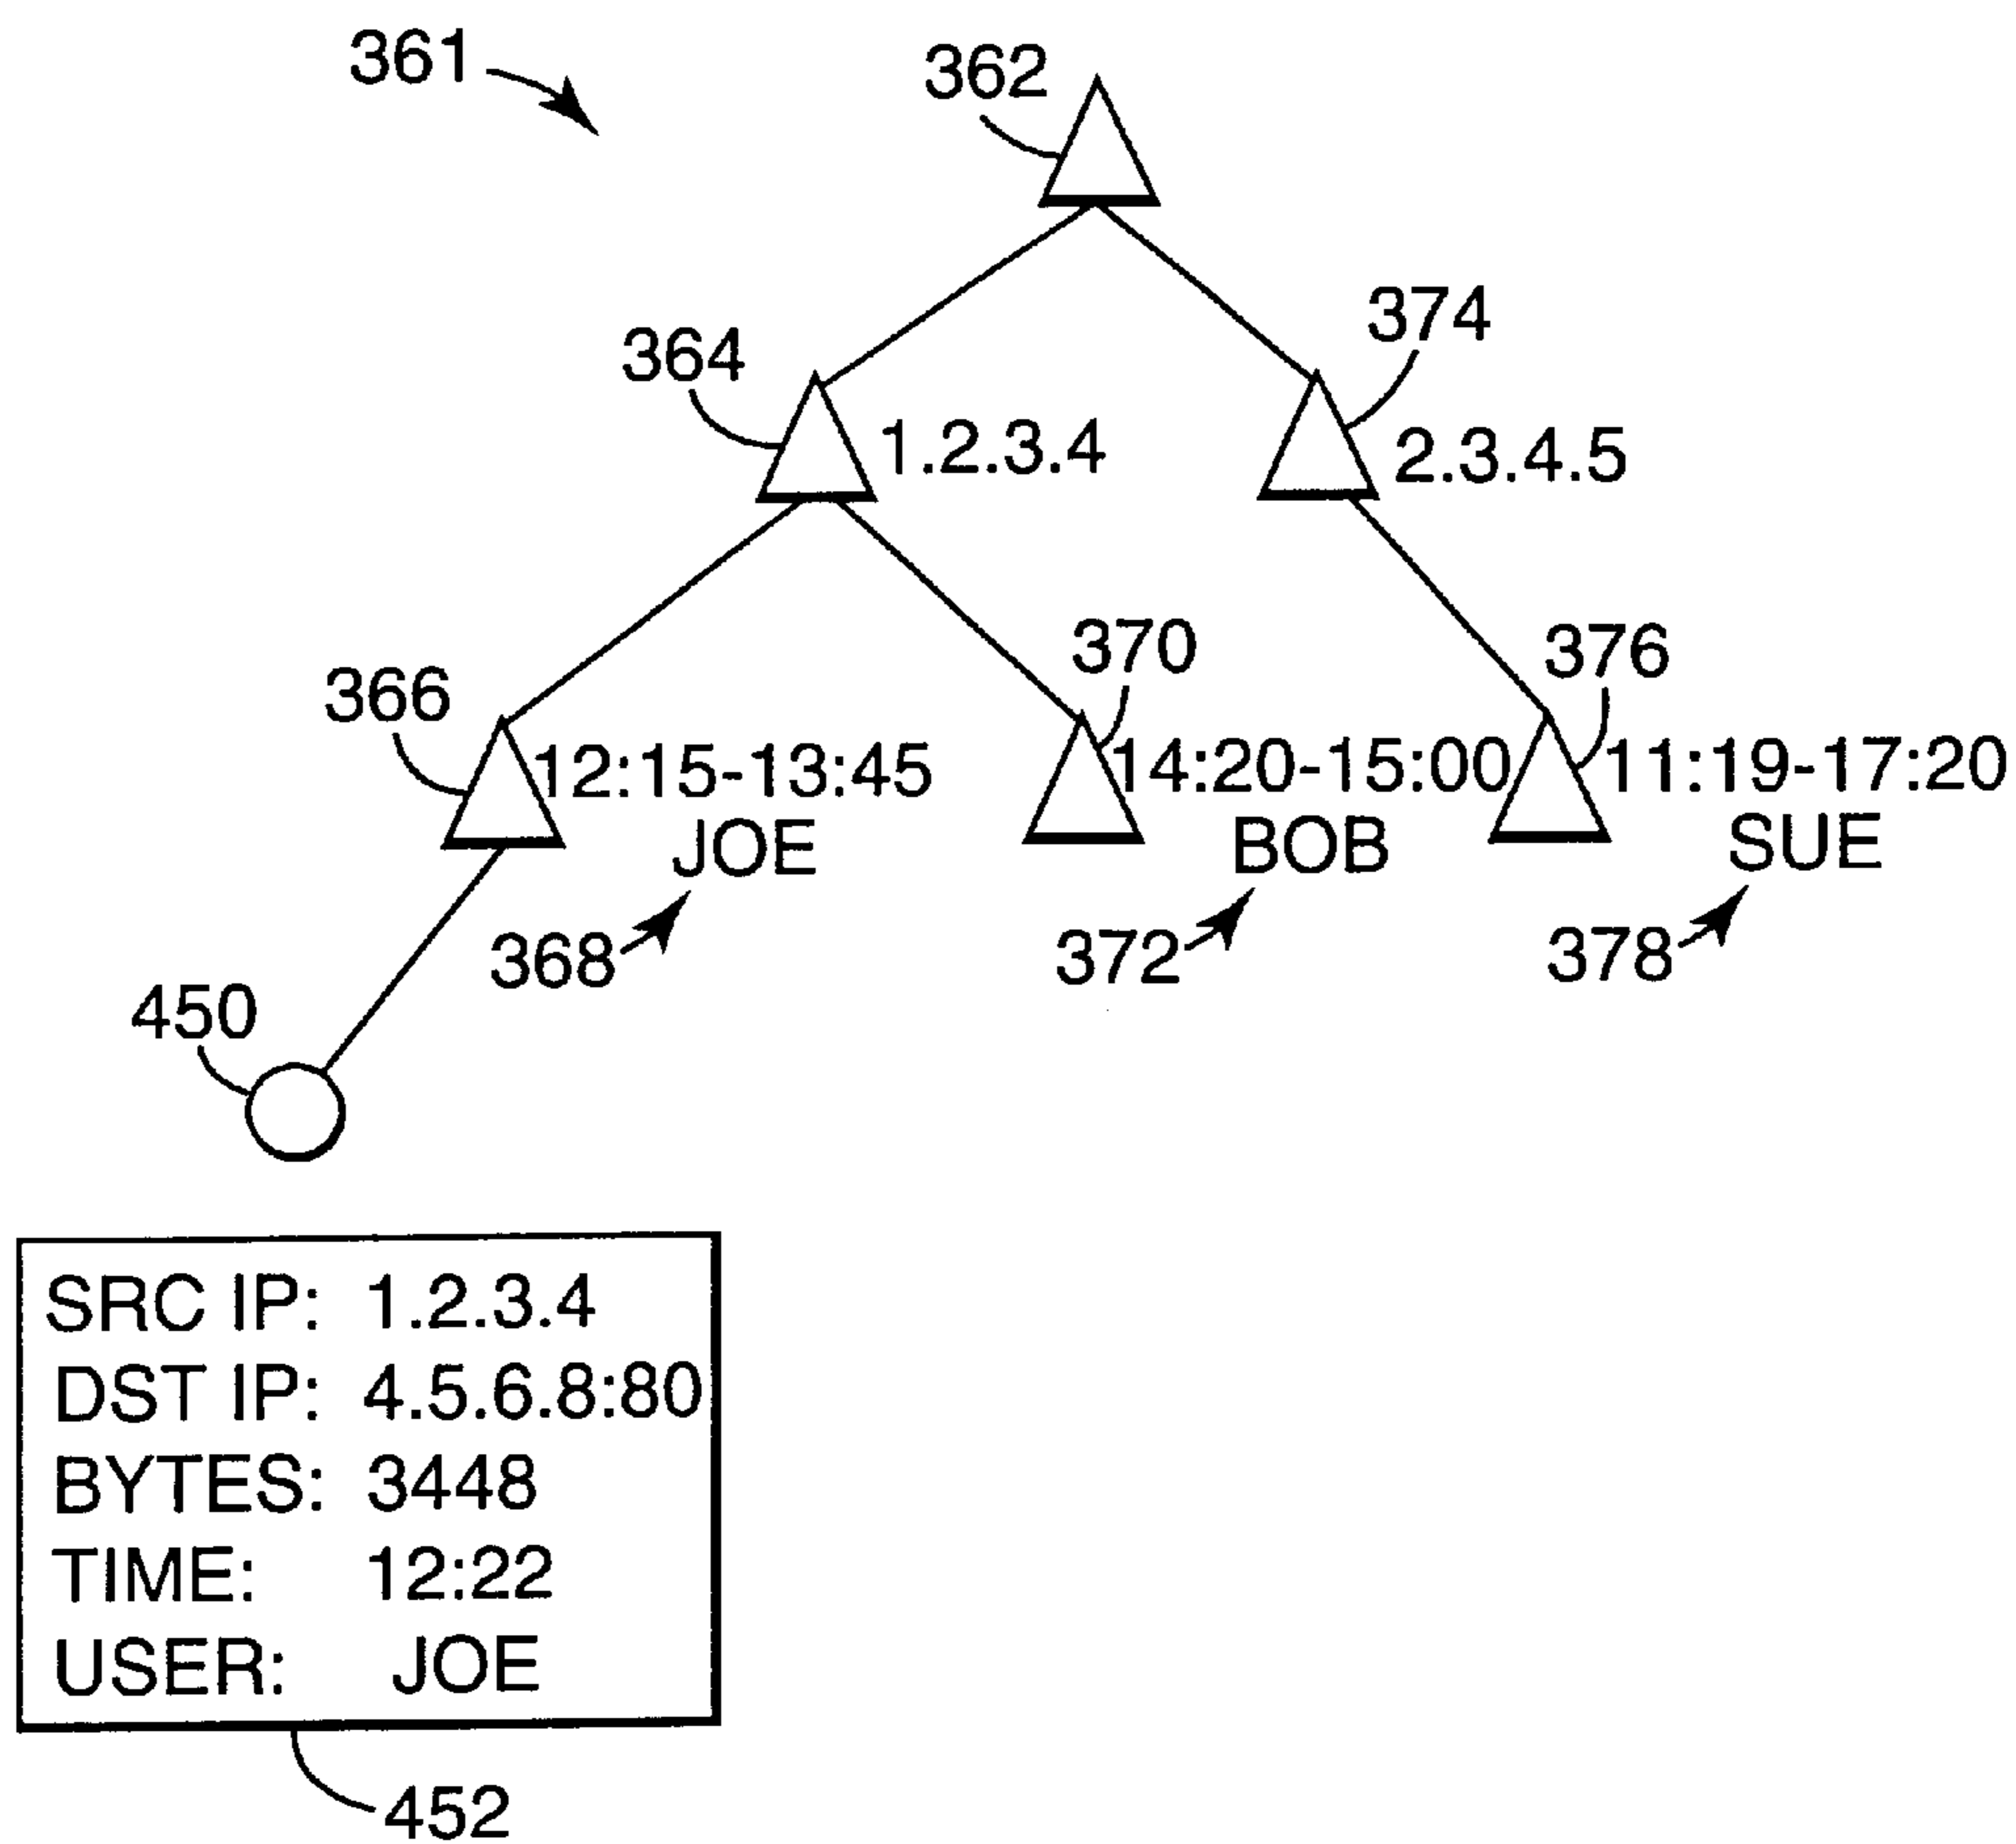 361
362
374
364
1.2.3.4
2.3.4.5
370
376
366
12:15-13:45
14:20-15:00
11:19-17:20
JOE
BOB
SUE
368
372
378
450
SRC IP: 1.2.3.4
DST IP: 4.5.6.8:80
BYTES: 3448
TIME: 12:22
USER: JOE
452